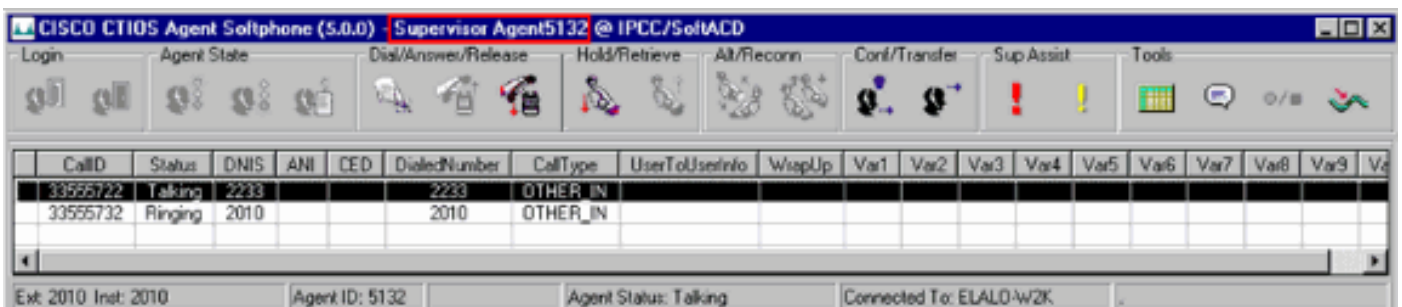 CISCO CTIOS Agent Softphone (5.0.0) - Supervisor Agent5132 @ IPCC/SoftACD
Login Agent State Dial/Answer/Release Hold/Retrieve Alt/Reconn Conf/Transfer Sup Assist Tools
CallID Status DNIS ANI CED DialedNumber CallType UserToUserInfo WrapUp Var1 Var2 Var3 Var4 Var5 Var6 Var7 Var8 Var9 Va
33555722 Talking 2233 2233 OTHER_IN
33555732 Ringing 2010 2010 OTHER_IN
Ext: 2010 Inst: 2010 Agent ID: 5132 Agent Status: Talking Connected To: ELALO-W2K .